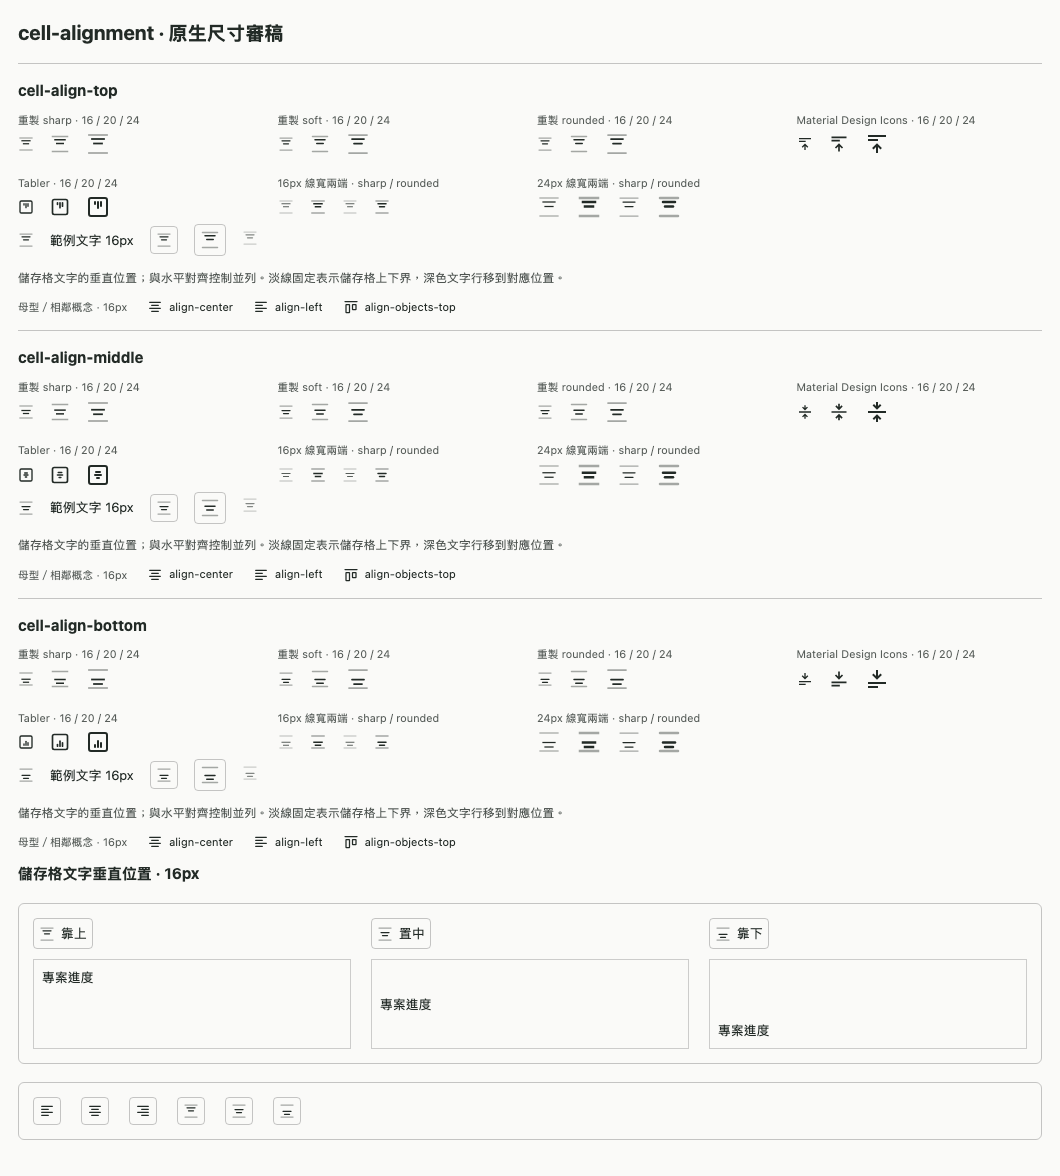 cell-alignment · 原生尺寸審稿
cell-align-top
重製 sharp · 16 / 20 / 24
重製 soft · 16 / 20 / 24
重製 rounded · 16 / 20 / 24
Material Design Icons · 16 / 20 / 24
Tabler · 16 / 20 / 24
16px 線寬兩端 · sharp / rounded
24px 線寬兩端 · sharp / rounded
範例文字 16px
儲存格文字的垂直位置；與水平對齊控制並列。淡線固定表示儲存格上下界，深色文字行移到對應位置。
母型 / 相鄰概念 · 16px align-center align-left align-objects-top
cell-align-middle
重製 sharp · 16 / 20 / 24
重製 soft · 16 / 20 / 24
重製 rounded · 16 / 20 / 24
Material Design Icons · 16 / 20 / 24
Tabler · 16 / 20 / 24
16px 線寬兩端 · sharp / rounded
24px 線寬兩端 · sharp / rounded
範例文字 16px
儲存格文字的垂直位置；與水平對齊控制並列。淡線固定表示儲存格上下界，深色文字行移到對應位置。
母型 / 相鄰概念 · 16px align-center align-left align-objects-top
cell-align-bottom
重製 sharp · 16 / 20 / 24
重製 soft · 16 / 20 / 24
重製 rounded · 16 / 20 / 24
Material Design Icons · 16 / 20 / 24
Tabler · 16 / 20 / 24
16px 線寬兩端 · sharp / rounded
24px 線寬兩端 · sharp / rounded
範例文字 16px
儲存格文字的垂直位置；與水平對齊控制並列。淡線固定表示儲存格上下界，深色文字行移到對應位置。
母型 / 相鄰概念 · 16px align-center align-left align-objects-top
儲存格文字垂直位置 · 16px
靠上
專案進度
置中
專案進度
靠下
專案進度